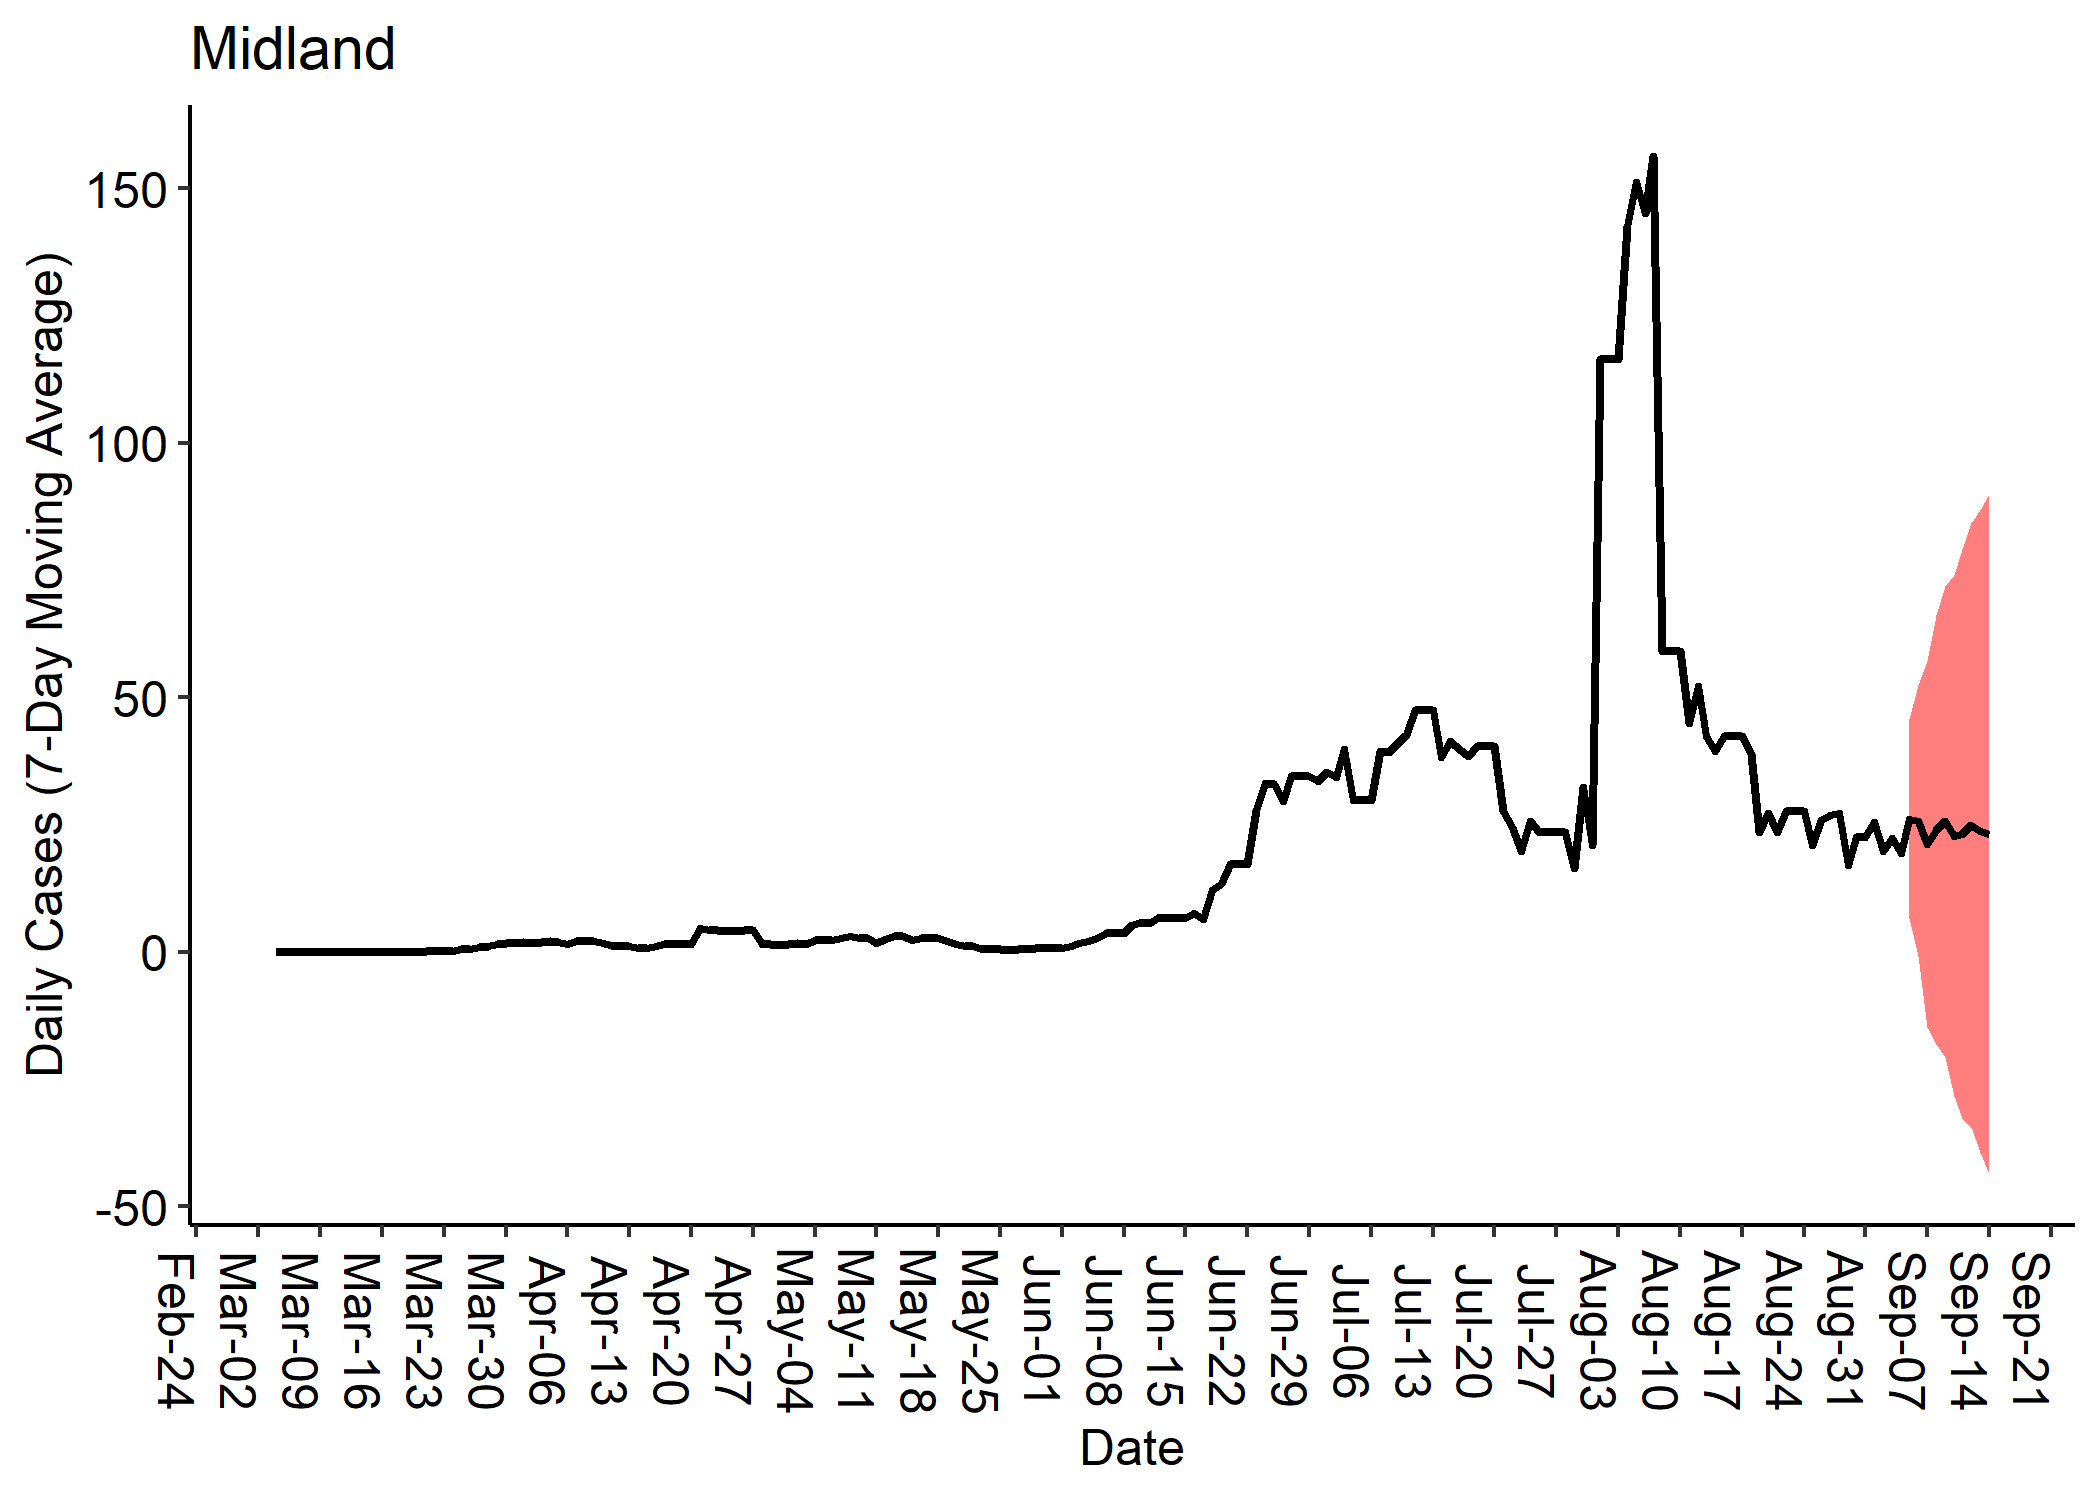 Midland
Daily Cases (7-Day Moving Average)
150
100
50
0
-50
Feb-24
Mar-02
Mar-09
Mar-16
Mar-23
Mar-30
Apr-06
Apr-13
Apr-20
Apr-27
May-04
May-11
May-18
May-25
Jun-01
Jun-08
Jun-15
Jun-22
Jun-29
Jul-06
Jul-13
Jul-20
Jul-27
Aug-03
Aug-10
Aug-17
Aug-24
Aug-31
Sep-07
Sep-14
Sep-21
Date